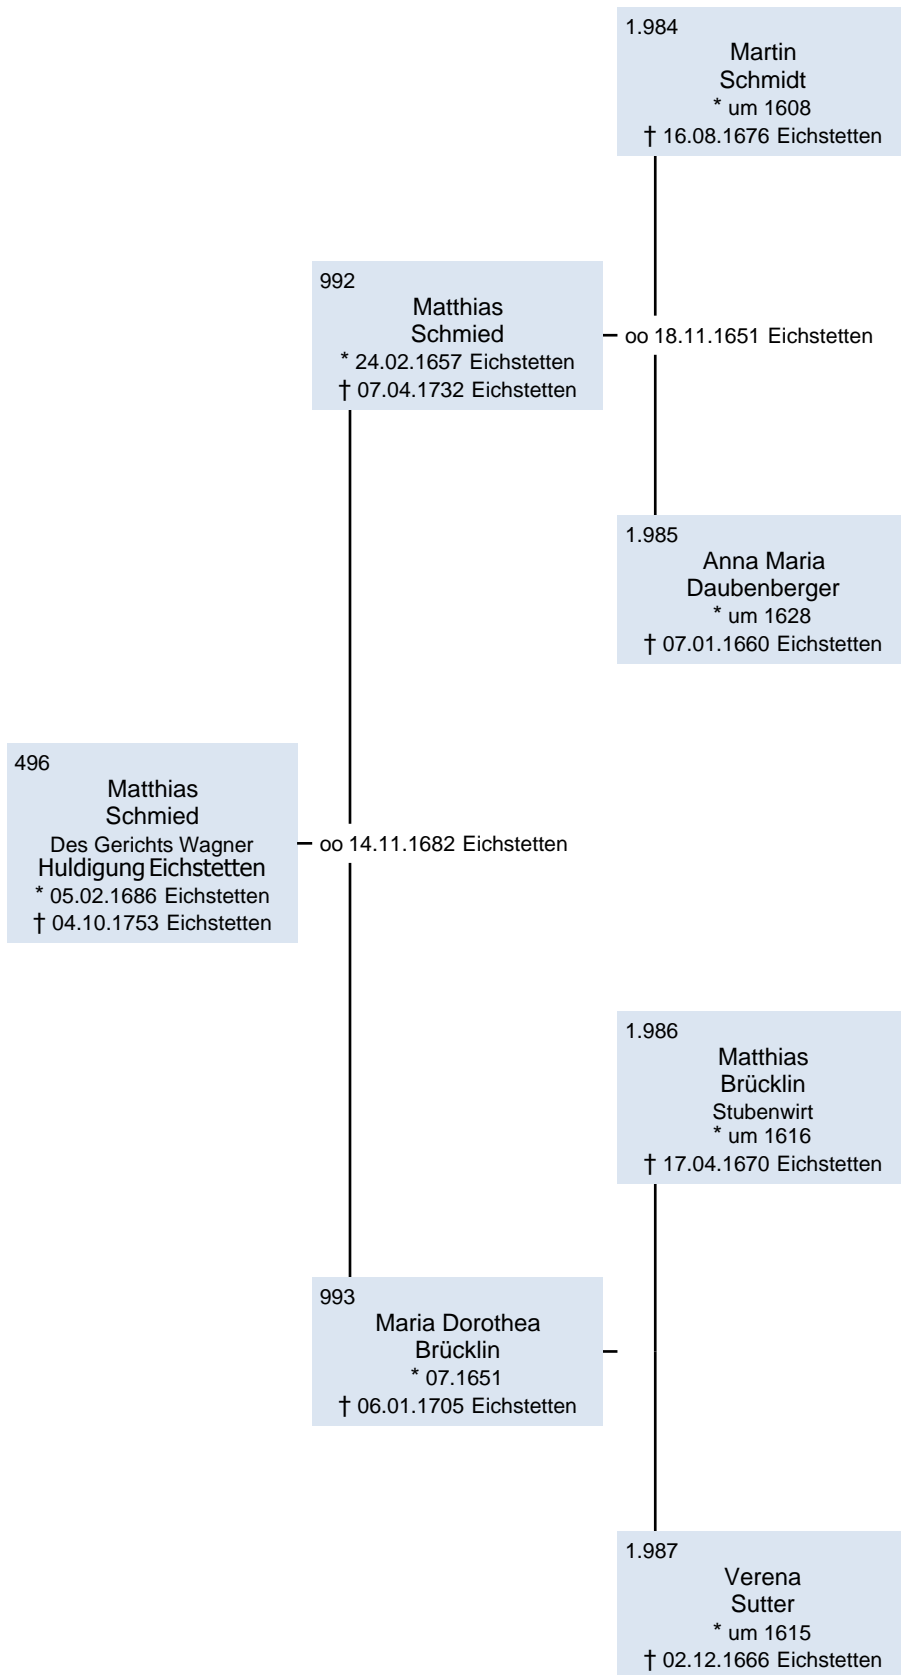 1.984
Martin
Schmidt
* um 1608
† 16.08.1676 Eichstetten
992
Matthias
Schmied
* 24.02.1657 Eichstetten
† 07.04.1732 Eichstetten
oo 18.11.1651 Eichstetten
1.985
Anna Maria
Daubenberger
* um 1628
† 07.01.1660 Eichstetten
496
Matthias
Schmied
Des Gerichts Wagner
Huldigung Eichstetten
* 05.02.1686 Eichstetten
† 04.10.1753 Eichstetten
oo 14.11.1682 Eichstetten
1.986
Matthias
Brücklin
Stubenwirt
* um 1616
† 17.04.1670 Eichstetten
993
Maria Dorothea
Brücklin
* 07.1651
† 06.01.1705 Eichstetten
1.987
Verena
Sutter
* um 1615
† 02.12.1666 Eichstetten